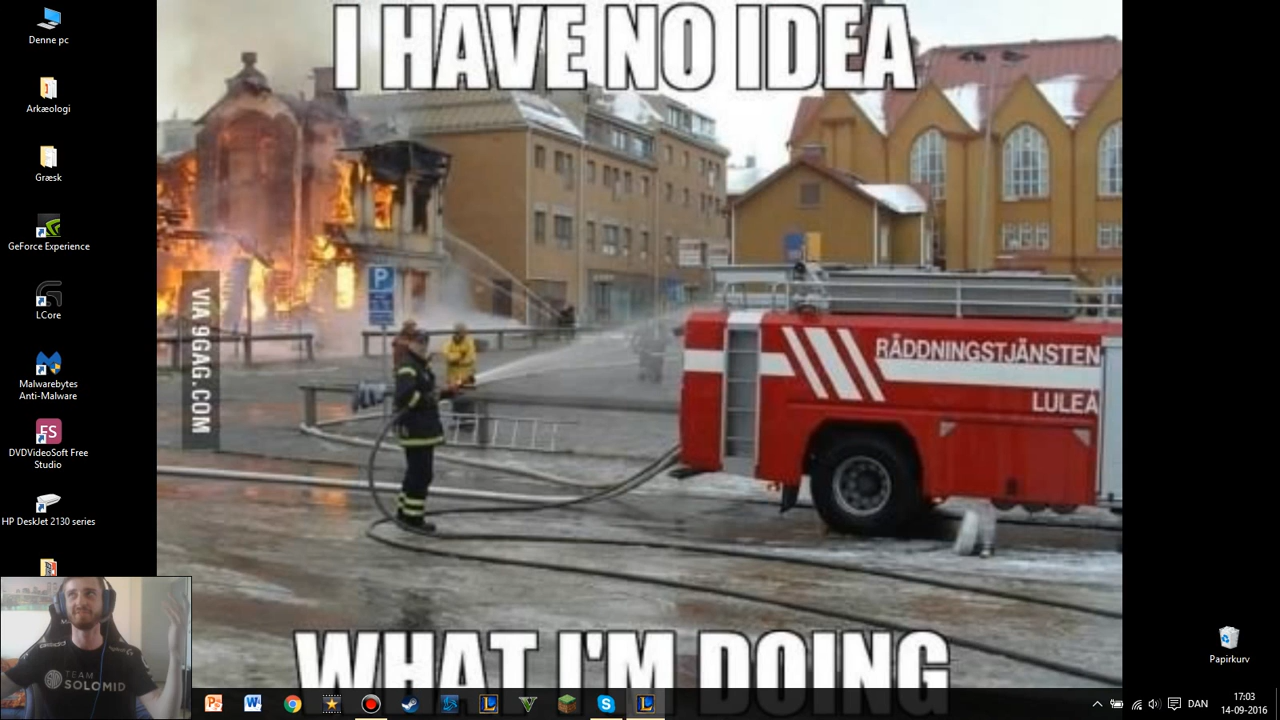 I HAVE NO IDEA
Denne pc
Arkæologi
Græsk
GeForce Experience
LCore
Malwarebytes
Anti-Malware
DVDVideoSoft Free
Studio
HP DeskJet 2130 series
VIA 9GAG.COM
P
RÄDDNINGSTJÄNSTEN
LULEÅ
TEAM
SOLOMID
WHAT I'M DOING
Papirkurv
DAN
17:03
14-09-2016